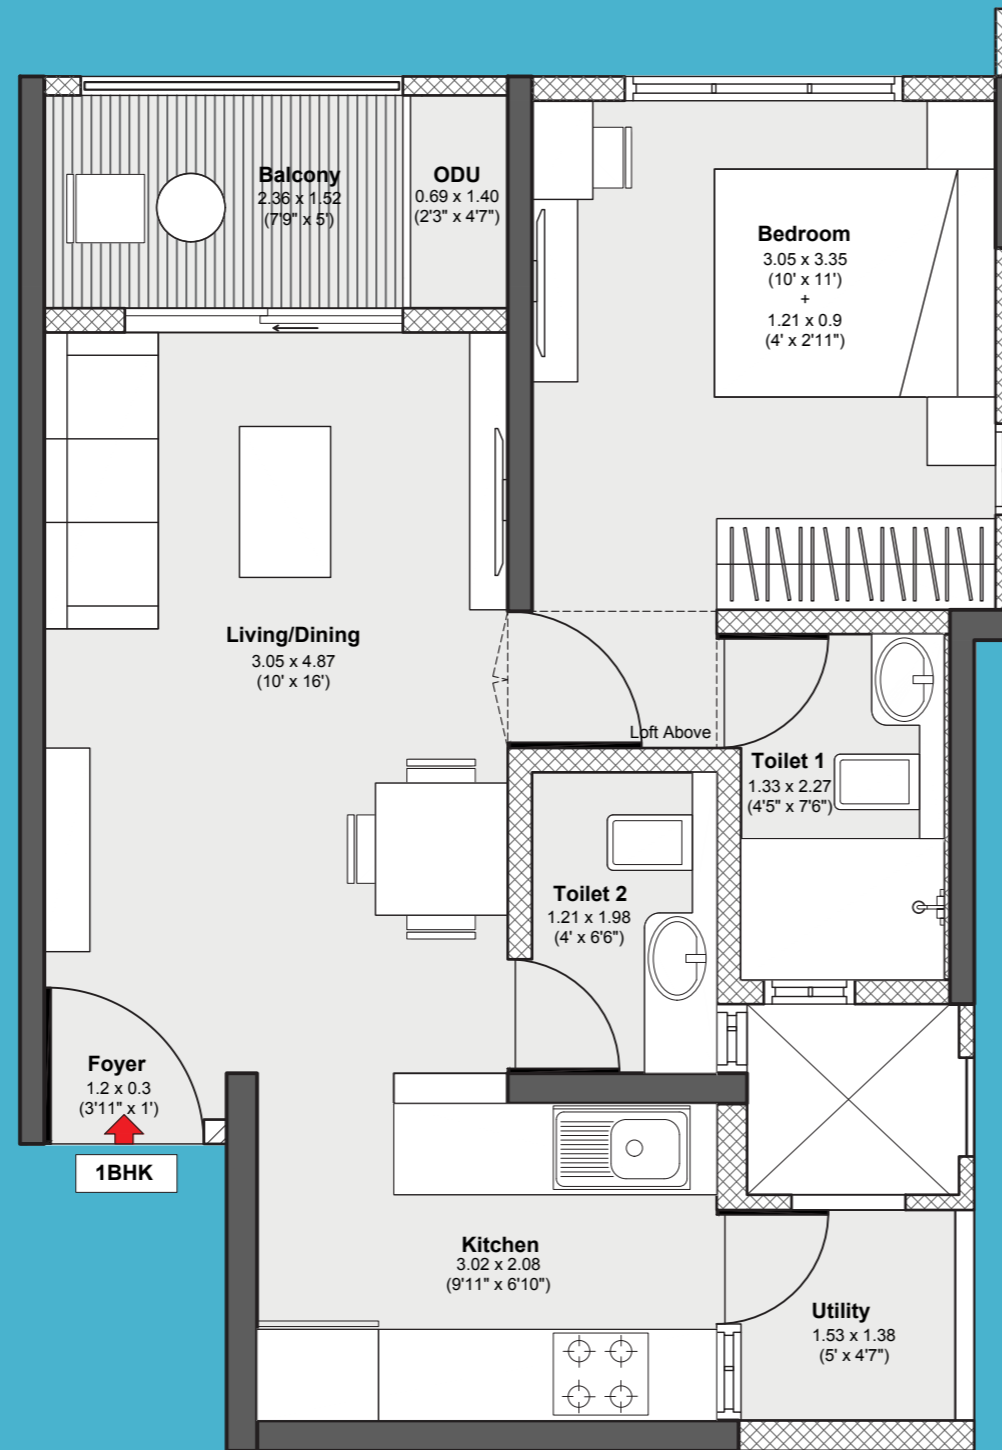 Balcony
2.36 x 1.52
(7'9" x 5')
ODU
0.69 x 1.40
(2'3" x 4'7")
Bedroom
3.05 x 3.35
(10' x 11')
+
1.21 x 0.9
(4' x 2'11")
Living/Dining
3.05 x 4.87
(10' x 16')
Loft Above
Toilet 1
1.33 x 2.27
(4'5" x 7'6")
Toilet 2
1.21 x 1.98
(4' x 6'6")
Foyer
1.2 x 0.3
(3'11" x 1')
1BHK
Kitchen
3.02 x 2.08
(9'11" x 6'10")
Utility
1.53 x 1.38
(5' x 4'7")